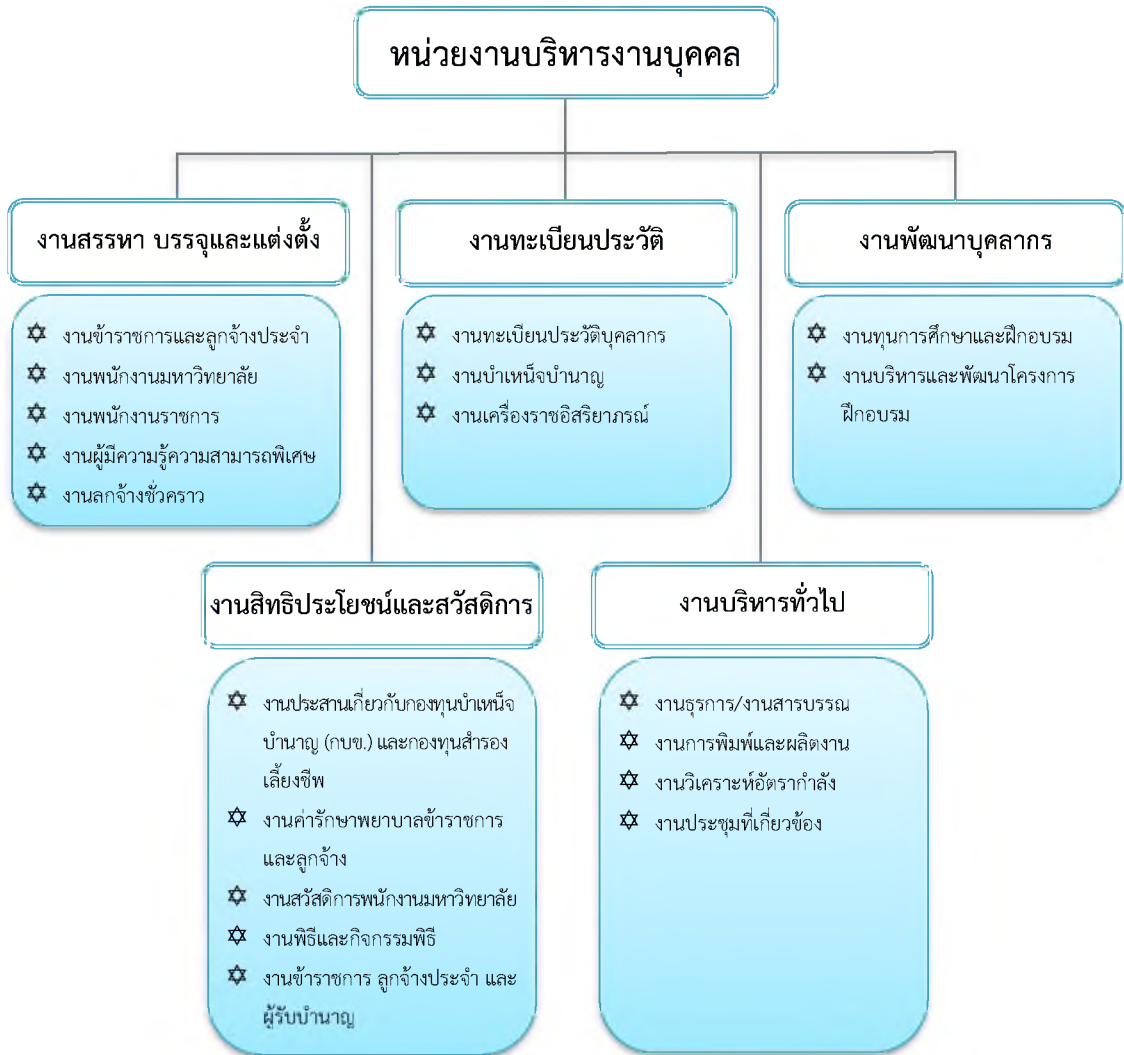 หน่วยงานบริหารงานบุคคล
งานสรรหา บรรจุและแต่งตั้ง
งานข้าราชการและลูกจ้างประจำ
งานพนักงานมหาวิทยาลัย
งานพนักงานราชการ
งานผู้มีความรู้ความสามารถพิเศษ
งานลกจ้างชั่วคราว
งานทะเบียนประวัติ
งานทะเบียนประวัติบุคลากร
งานบำเหน็จบำนาญ
งานเครื่องราชอิสริยาภรณ์
งานพัฒนาบุคลากร
งานทุนการศึกษาและฝึกอบรม
งานบริหารและพัฒนาโครงการ
ฝึกอบรม
งานสิทธิประโยชน์และสวัสดิการ
งานประสานเกี่ยวกับกองทุนบำเหน็จ
บำนาญ (กบข.) และกองทุนสำรอง
เลี้ยงชีพ
งานค่ารักษาพยาบาลข้าราชการ
และลูกจ้าง
งานสวัสดิการพนักงานมหาวิทยาลัย
งานพิธีและกิจกรรมพิธี
งานข้าราชการ ลูกจ้างประจำ และ
ผู้รับบำนาญ
งานบริหารทั่วไป
งานธุรการ/งานสารบรรณ
งานการพิมพ์และผลิตงาน
งานวิเคราะห์อัตรากำลัง
งานประชุมที่เกี่ยวข้อง